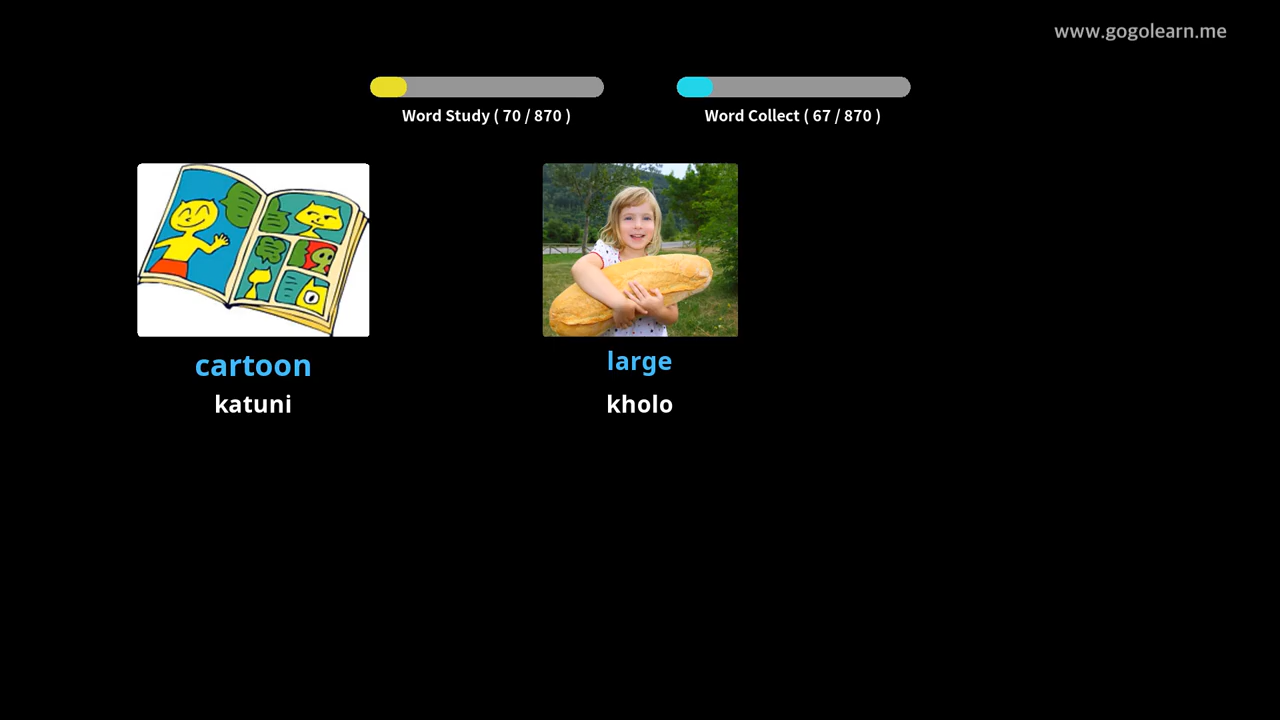 www.gogolearn.me
Word Study ( 70 / 870 )
Word Collect ( 67 / 870 )
cartoon
katuni
large
kholo